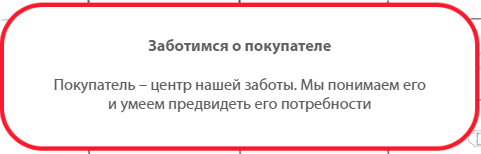 Заботимся о покупателе
Покупатель – центр нашей заботы. Мы понимаем его
и умеем предвидеть его потребности